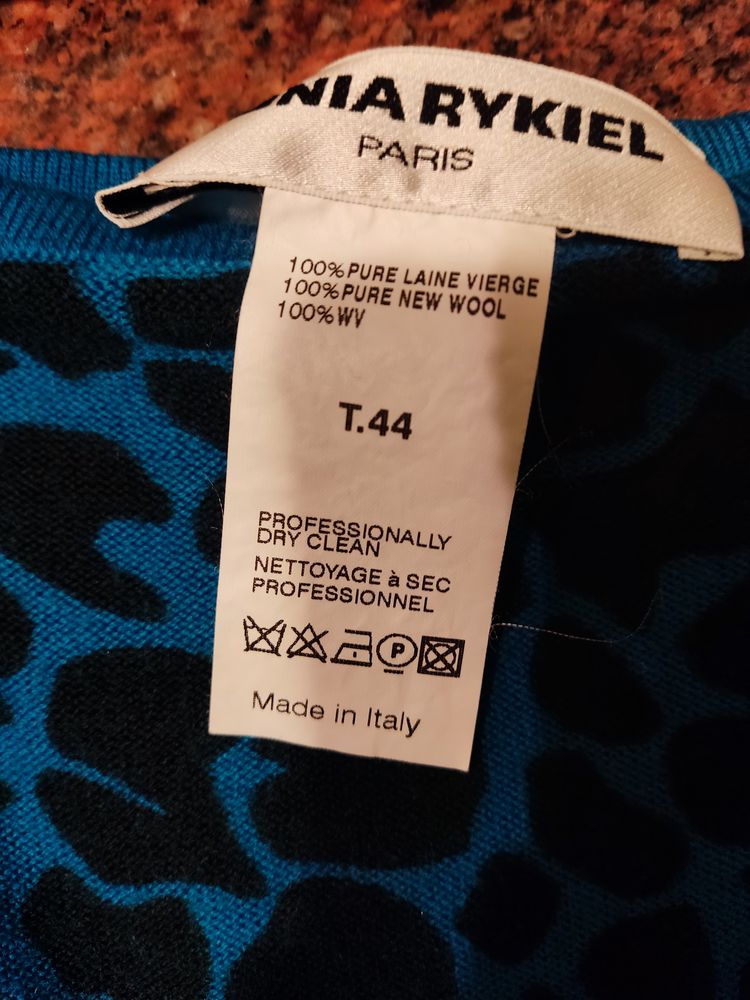 RYKIEL
PARIS
100% PURE LAINE VIERGE
100% PURE NEW WOOL
100% WV
T.44
PROFESSIONALLY
DRY CLEAN
NETTOYAGE à SEC
PROFESSIONNEL
P
Made in Italy